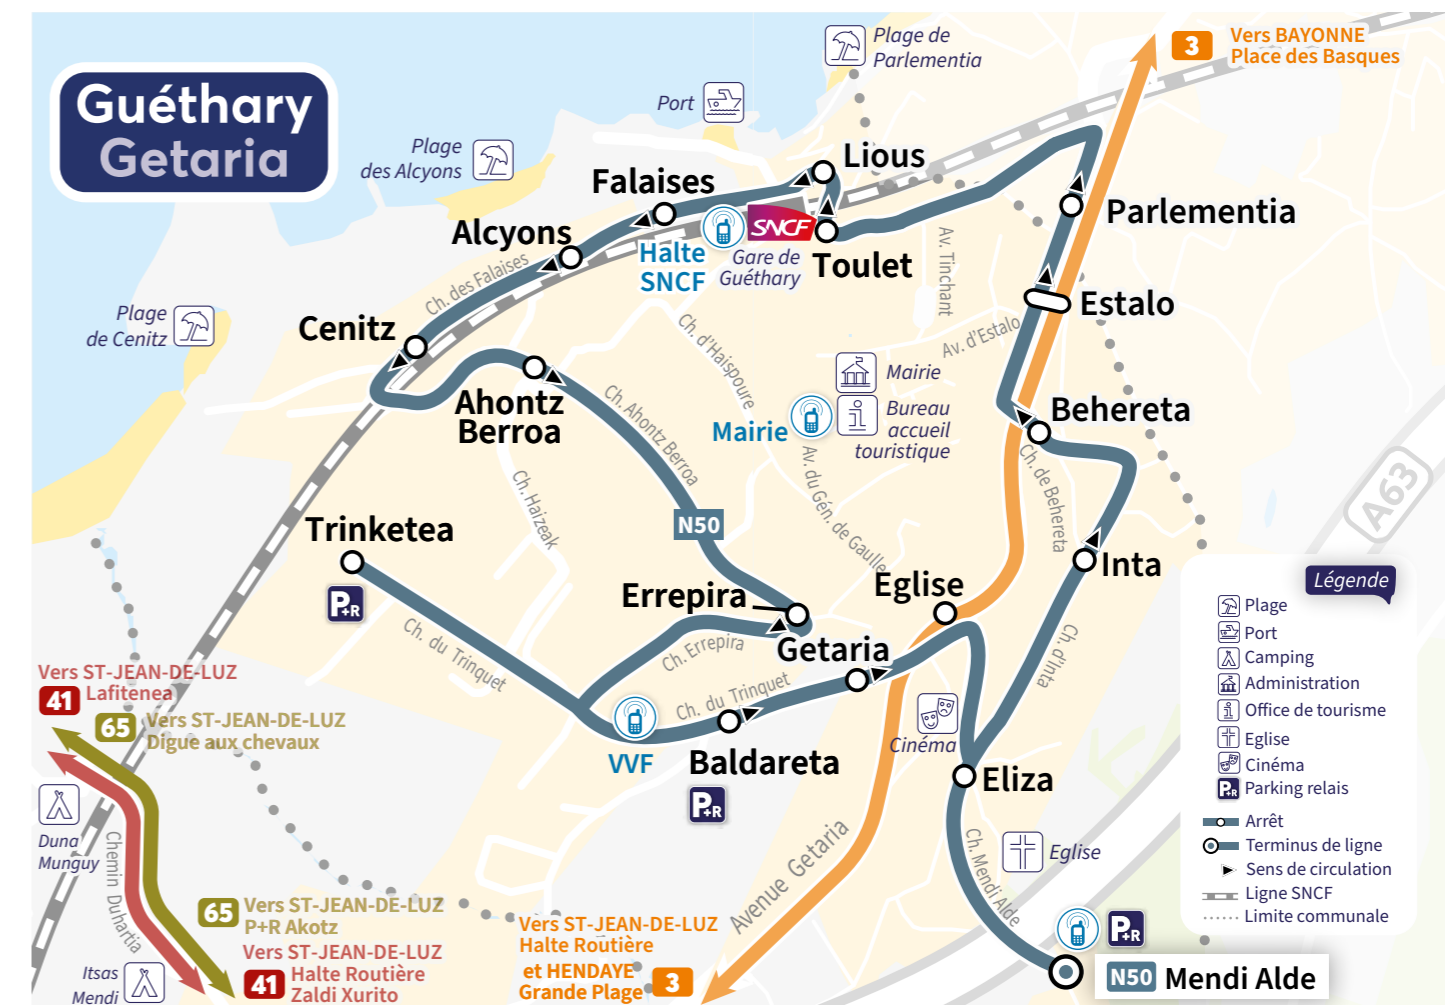 Guéthary
Getaria
Plage de
Parlementia
3
Vers BAYONNE
Place des Basques
Port
Plage
des Alcyons
Lious
Falaises
Alcyons
SNCF
Halte
SNCF
Gare de
Guéthary
Toulet
Parlementia
Ch. des Falaises
Av. Tinchant
Estalo
Plage
de Cenitz
Cenitz
Ch. d'Haispoure
Av. d'Estalo
Mairie
Ahontz
Berroa
Ch. Ahontz Berroa
Mairie
Bureau
accueil
touristique
Behereta
Ch. de Behereta
Av. du Gén. de Gaulle
Ch. Haizeak
A63
Trinketea
N50
Inta
P+R
Errepira
Eglise
Ch. du Trinquet
Ch. Errepira
Getaria
Ch. d'Inta
Vers ST-JEAN-DE-LUZ
41 Lafitenea
65 Vers ST-JEAN-DE-LUZ
Digue aux chevaux
Ch. du Trinquet
VVF
Baldareta
P+R
Cinéma
Eliza
Duna
Munguy
Chemin Duhartia
Avenue Getaria
Ch. Mendi Alde
Eglise
65 Vers ST-JEAN-DE-LUZ
P+R Akotz
Vers ST-JEAN-DE-LUZ
41 Halte Routière
Zaldi Xurito
Itsas
Mendi
Vers ST-JEAN-DE-LUZ
Halte Routière
et HENDAYE
Grande Plage
3
P+R
N50 Mendi Alde
Légende
Plage
Port
Camping
Administration
Office de tourisme
Eglise
Cinéma
P+R Parking relais
Arrêt
Terminus de ligne
Sens de circulation
Ligne SNCF
Limite communale